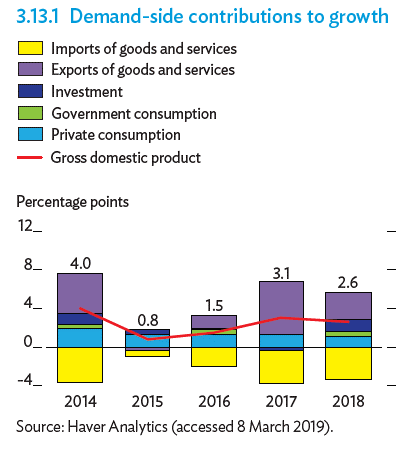 3.13.1 Demand-side contributions to growth
Imports of goods and services
Exports of goods and services
Investment
Government consumption
Private consumption
Gross domestic product
Percentage points
12
8
4
0
-4
4.0
0.8
1.5
3.1
2.6
2014 2015 2016 2017 2018
Source: Haver Analytics (accessed 8 March 2019).